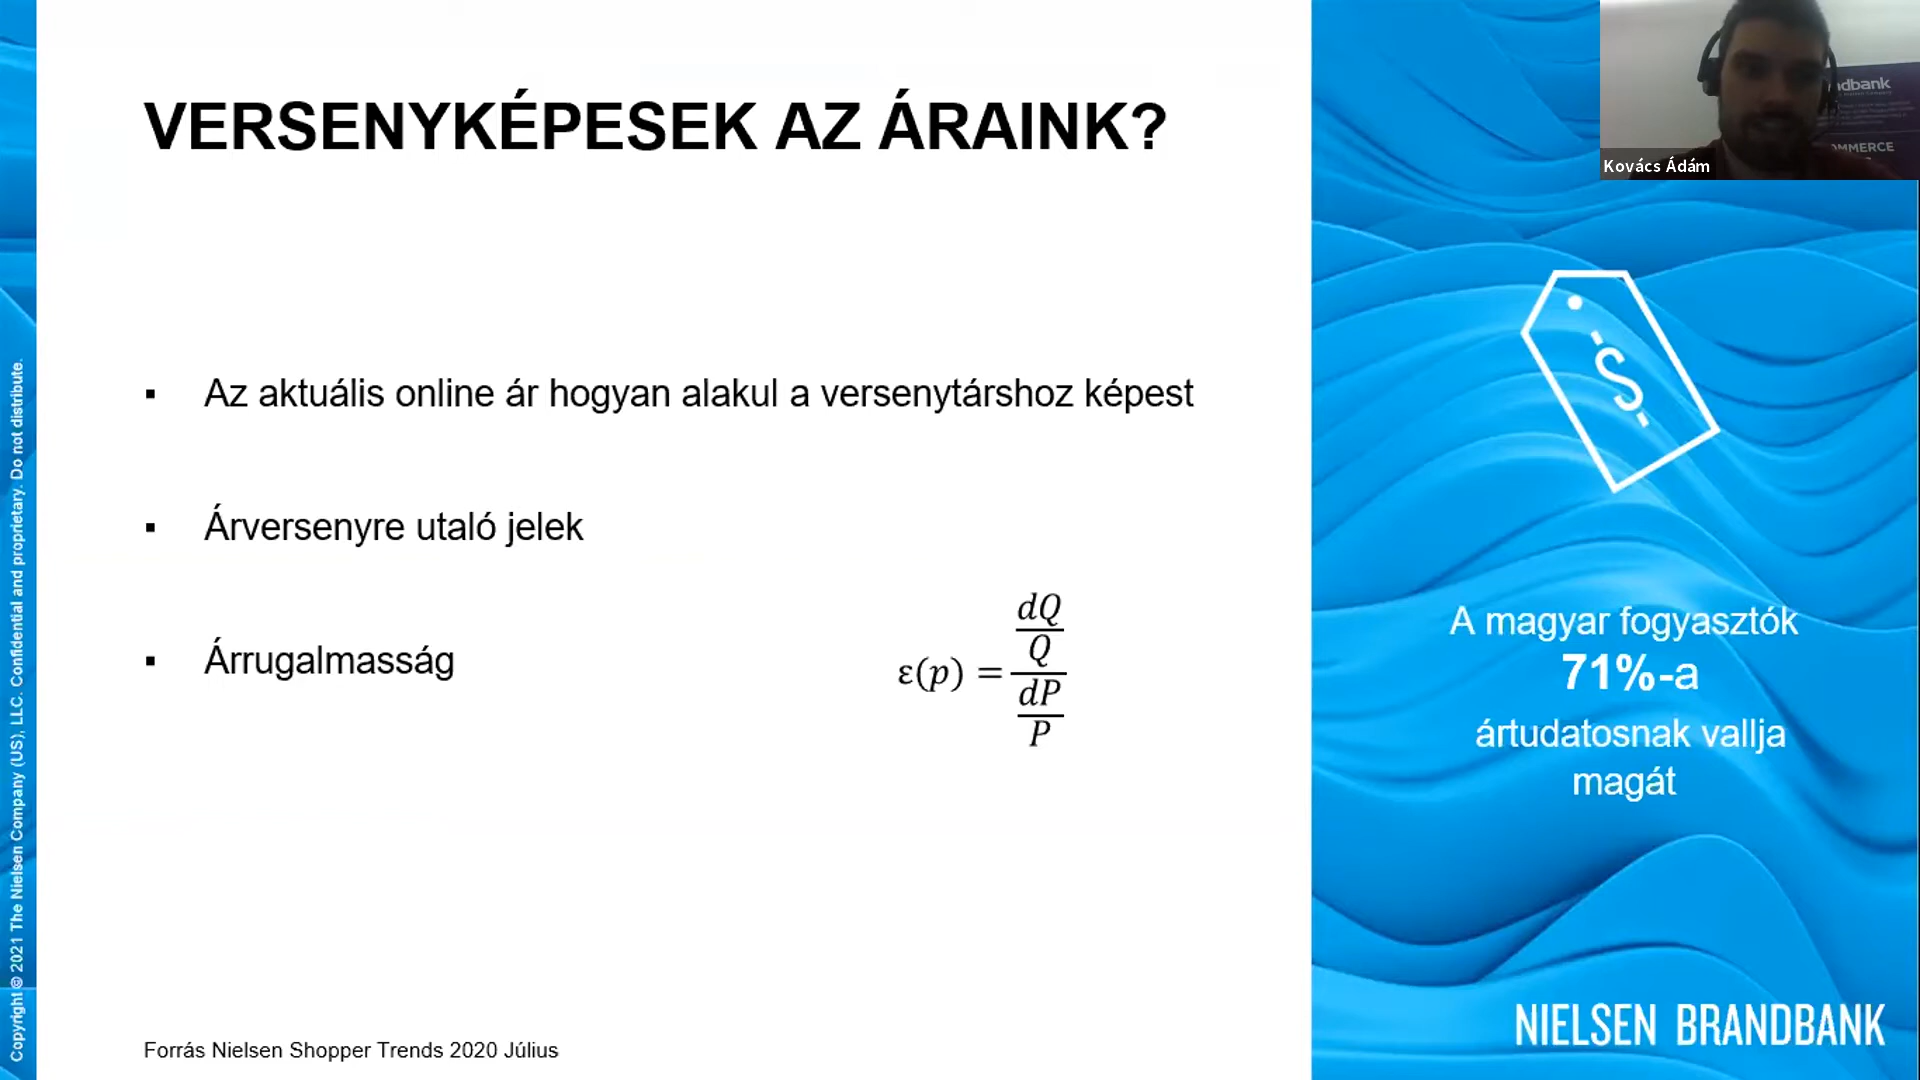 VERSENYKÉPESEK AZ ÁRAINK?
▪ Az aktuális online ár hogyan alakul a versenytárshoz képest
▪ Árversenyre utaló jelek
▪ Árrugalmasság
ε(p) = (dQ/Q)/(dP/P)
Forrás Nielsen Shopper Trends 2020 Július
Copyright © 2021 The Nielsen Company (US), LLC. Confidential and proprietary. Do not distribute.
dbank
MMERCE
Kovács Ádám
$
A magyar fogyasztók
71%-a
ártudatosnak vallja
magát
NIELSEN BRANDBANK